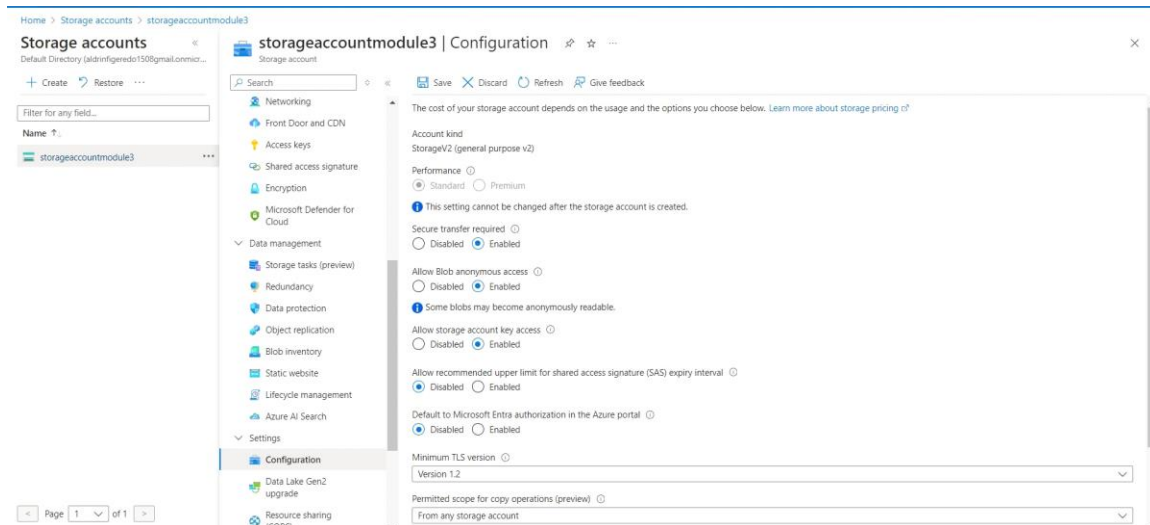 Home > Storage accounts > storageaccountmodule3
Storage accounts
Default Directory (aldrinfigeredo1508gmail.onmicr...
Create
Restore
Filter for any field...
Name
storageaccountmodule3
Page 1 of 1
storageaccountmodule3 | Configuration
Storage account
Search
Networking
Front Door and CDN
Access keys
Shared access signature
Encryption
Microsoft Defender for
Cloud
Data management
Storage tasks (preview)
Redundancy
Data protection
Object replication
Blob inventory
Static website
Lifecycle management
Azure AI Search
Settings
Configuration
Data Lake Gen2
upgrade
Resource sharing
Save Discard Refresh Give feedback
The cost of your storage account depends on the usage and the options you choose below. Learn more about storage pricing
Account kind
StorageV2 (general purpose v2)
Performance
Standard Premium
This setting cannot be changed after the storage account is created.
Secure transfer required
Disabled Enabled
Allow Blob anonymous access
Disabled Enabled
Some blobs may become anonymously readable.
Allow storage account key access
Disabled Enabled
Allow recommended upper limit for shared access signature (SAS) expiry interval
Disabled Enabled
Default to Microsoft Entra authorization in the Azure portal
Disabled Enabled
Minimum TLS version
Version 1.2
Permitted scope for copy operations (preview)
From any storage account